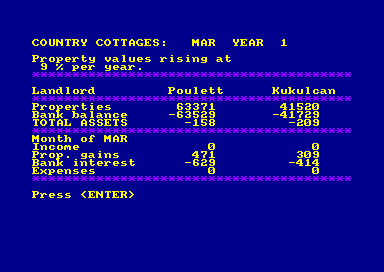 COUNTRY COTTAGES: MAR YEAR 1
Property values rising at
9 % per year.
****************************************
Landlord Poulett Kukulcan
****************************************
Properties 63371 41520
Bank balance -63529 -41729
TOTAL ASSETS -158 -209
****************************************
Month of MAR
Income 0 0
Prop. gains 471 309
Bank interest -629 -414
Expenses 0 0
****************************************
Press <ENTER>